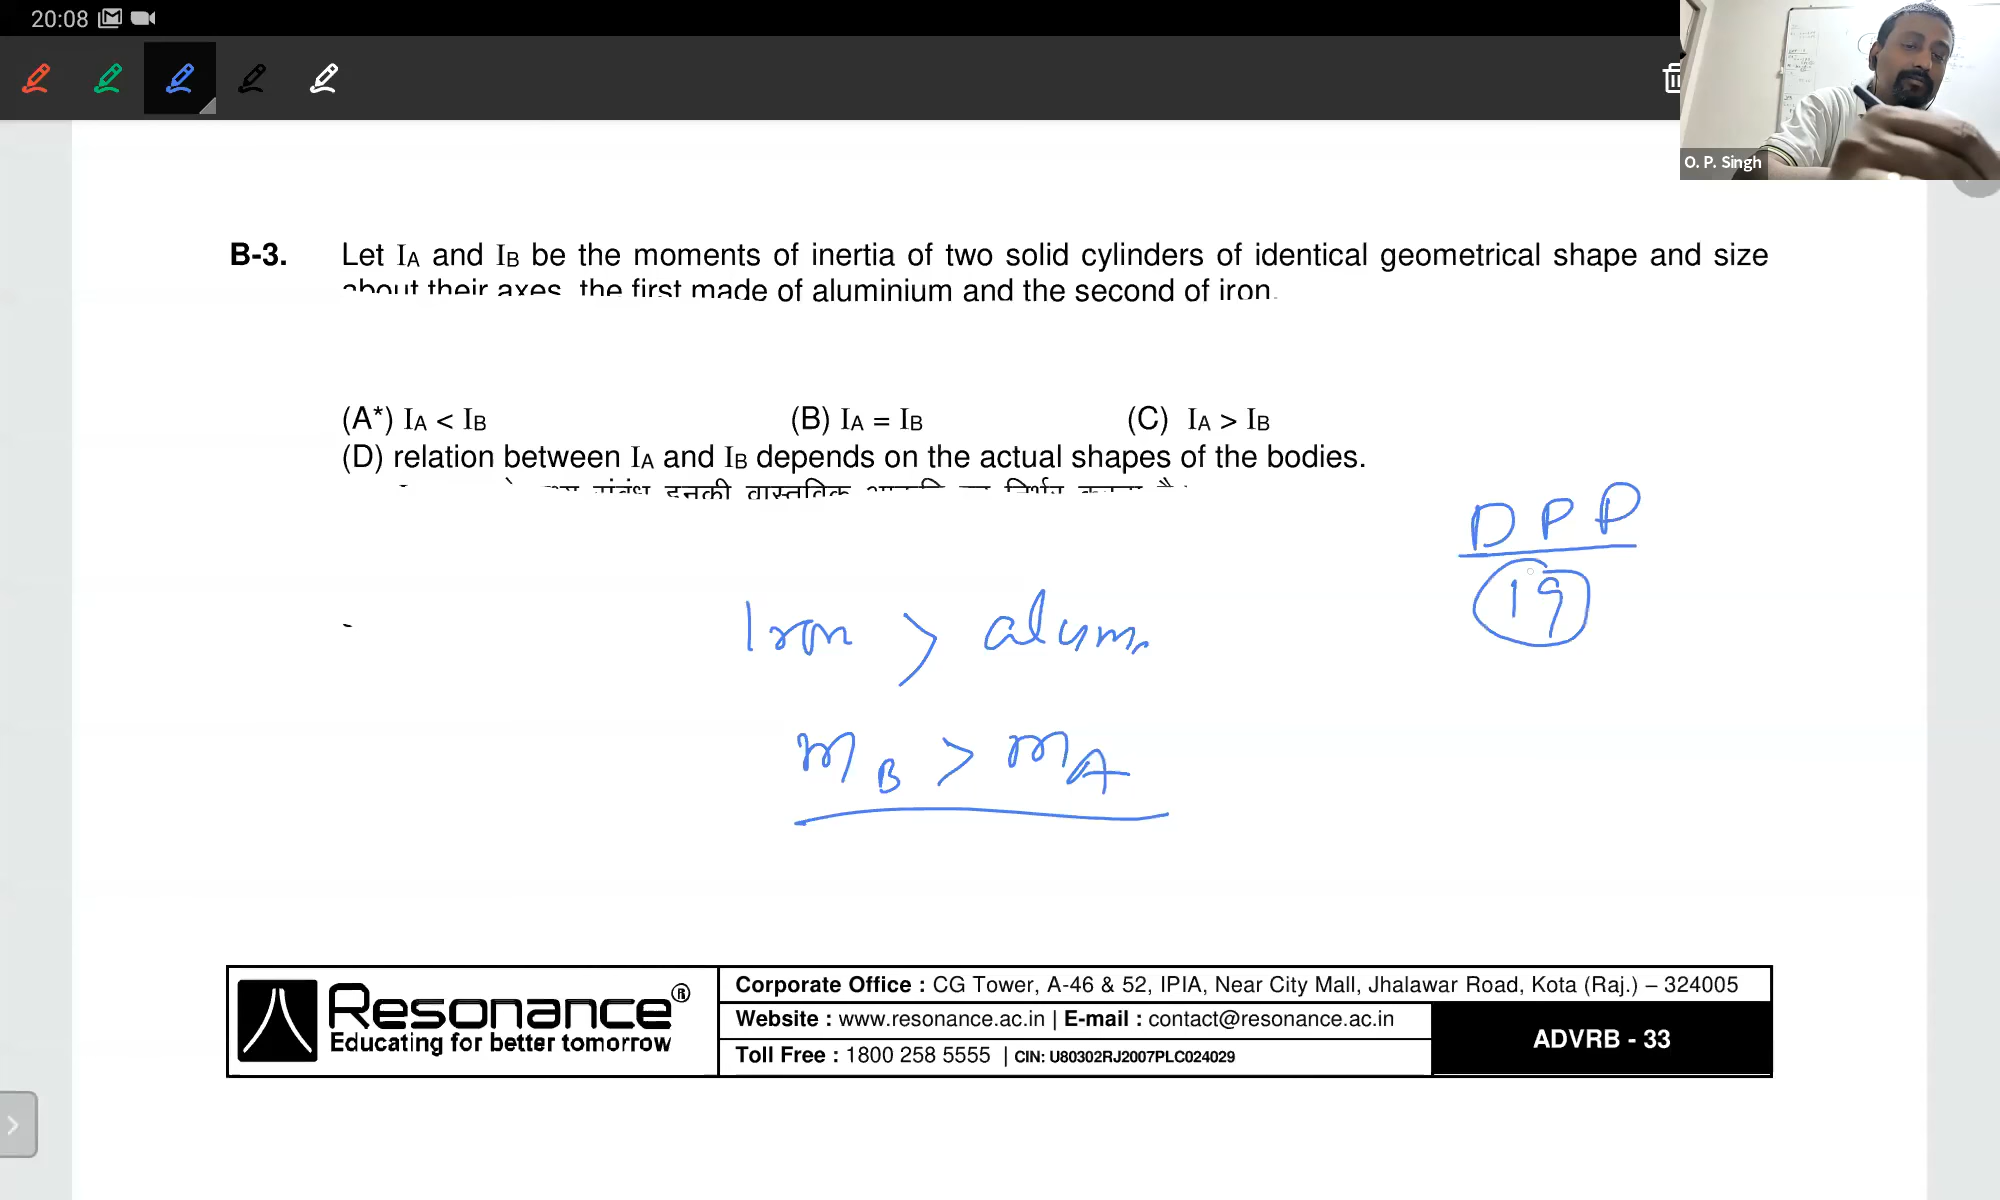 20:08
O. P. Singh
B-3. Let IA and IB be the moments of inertia of two solid cylinders of identical geometrical shape and size
about their axes, the first made of aluminium and the second of iron.
(A*) IA < IB (B) IA = IB (C) IA > IB
(D) relation between IA and IB depends on the actual shapes of the bodies.
संबंध इनकी वास्तविक निर्भर
DPP
19
Iron > alum.
mB > mA
Resonance®
Educating for better tomorrow
Corporate Office : CG Tower, A-46 & 52, IPIA, Near City Mall, Jhalawar Road, Kota (Raj.) – 324005
Website : www.resonance.ac.in | E-mail : contact@resonance.ac.in
Toll Free : 1800 258 5555 | CIN: U80302RJ2007PLC024029
ADVRB - 33